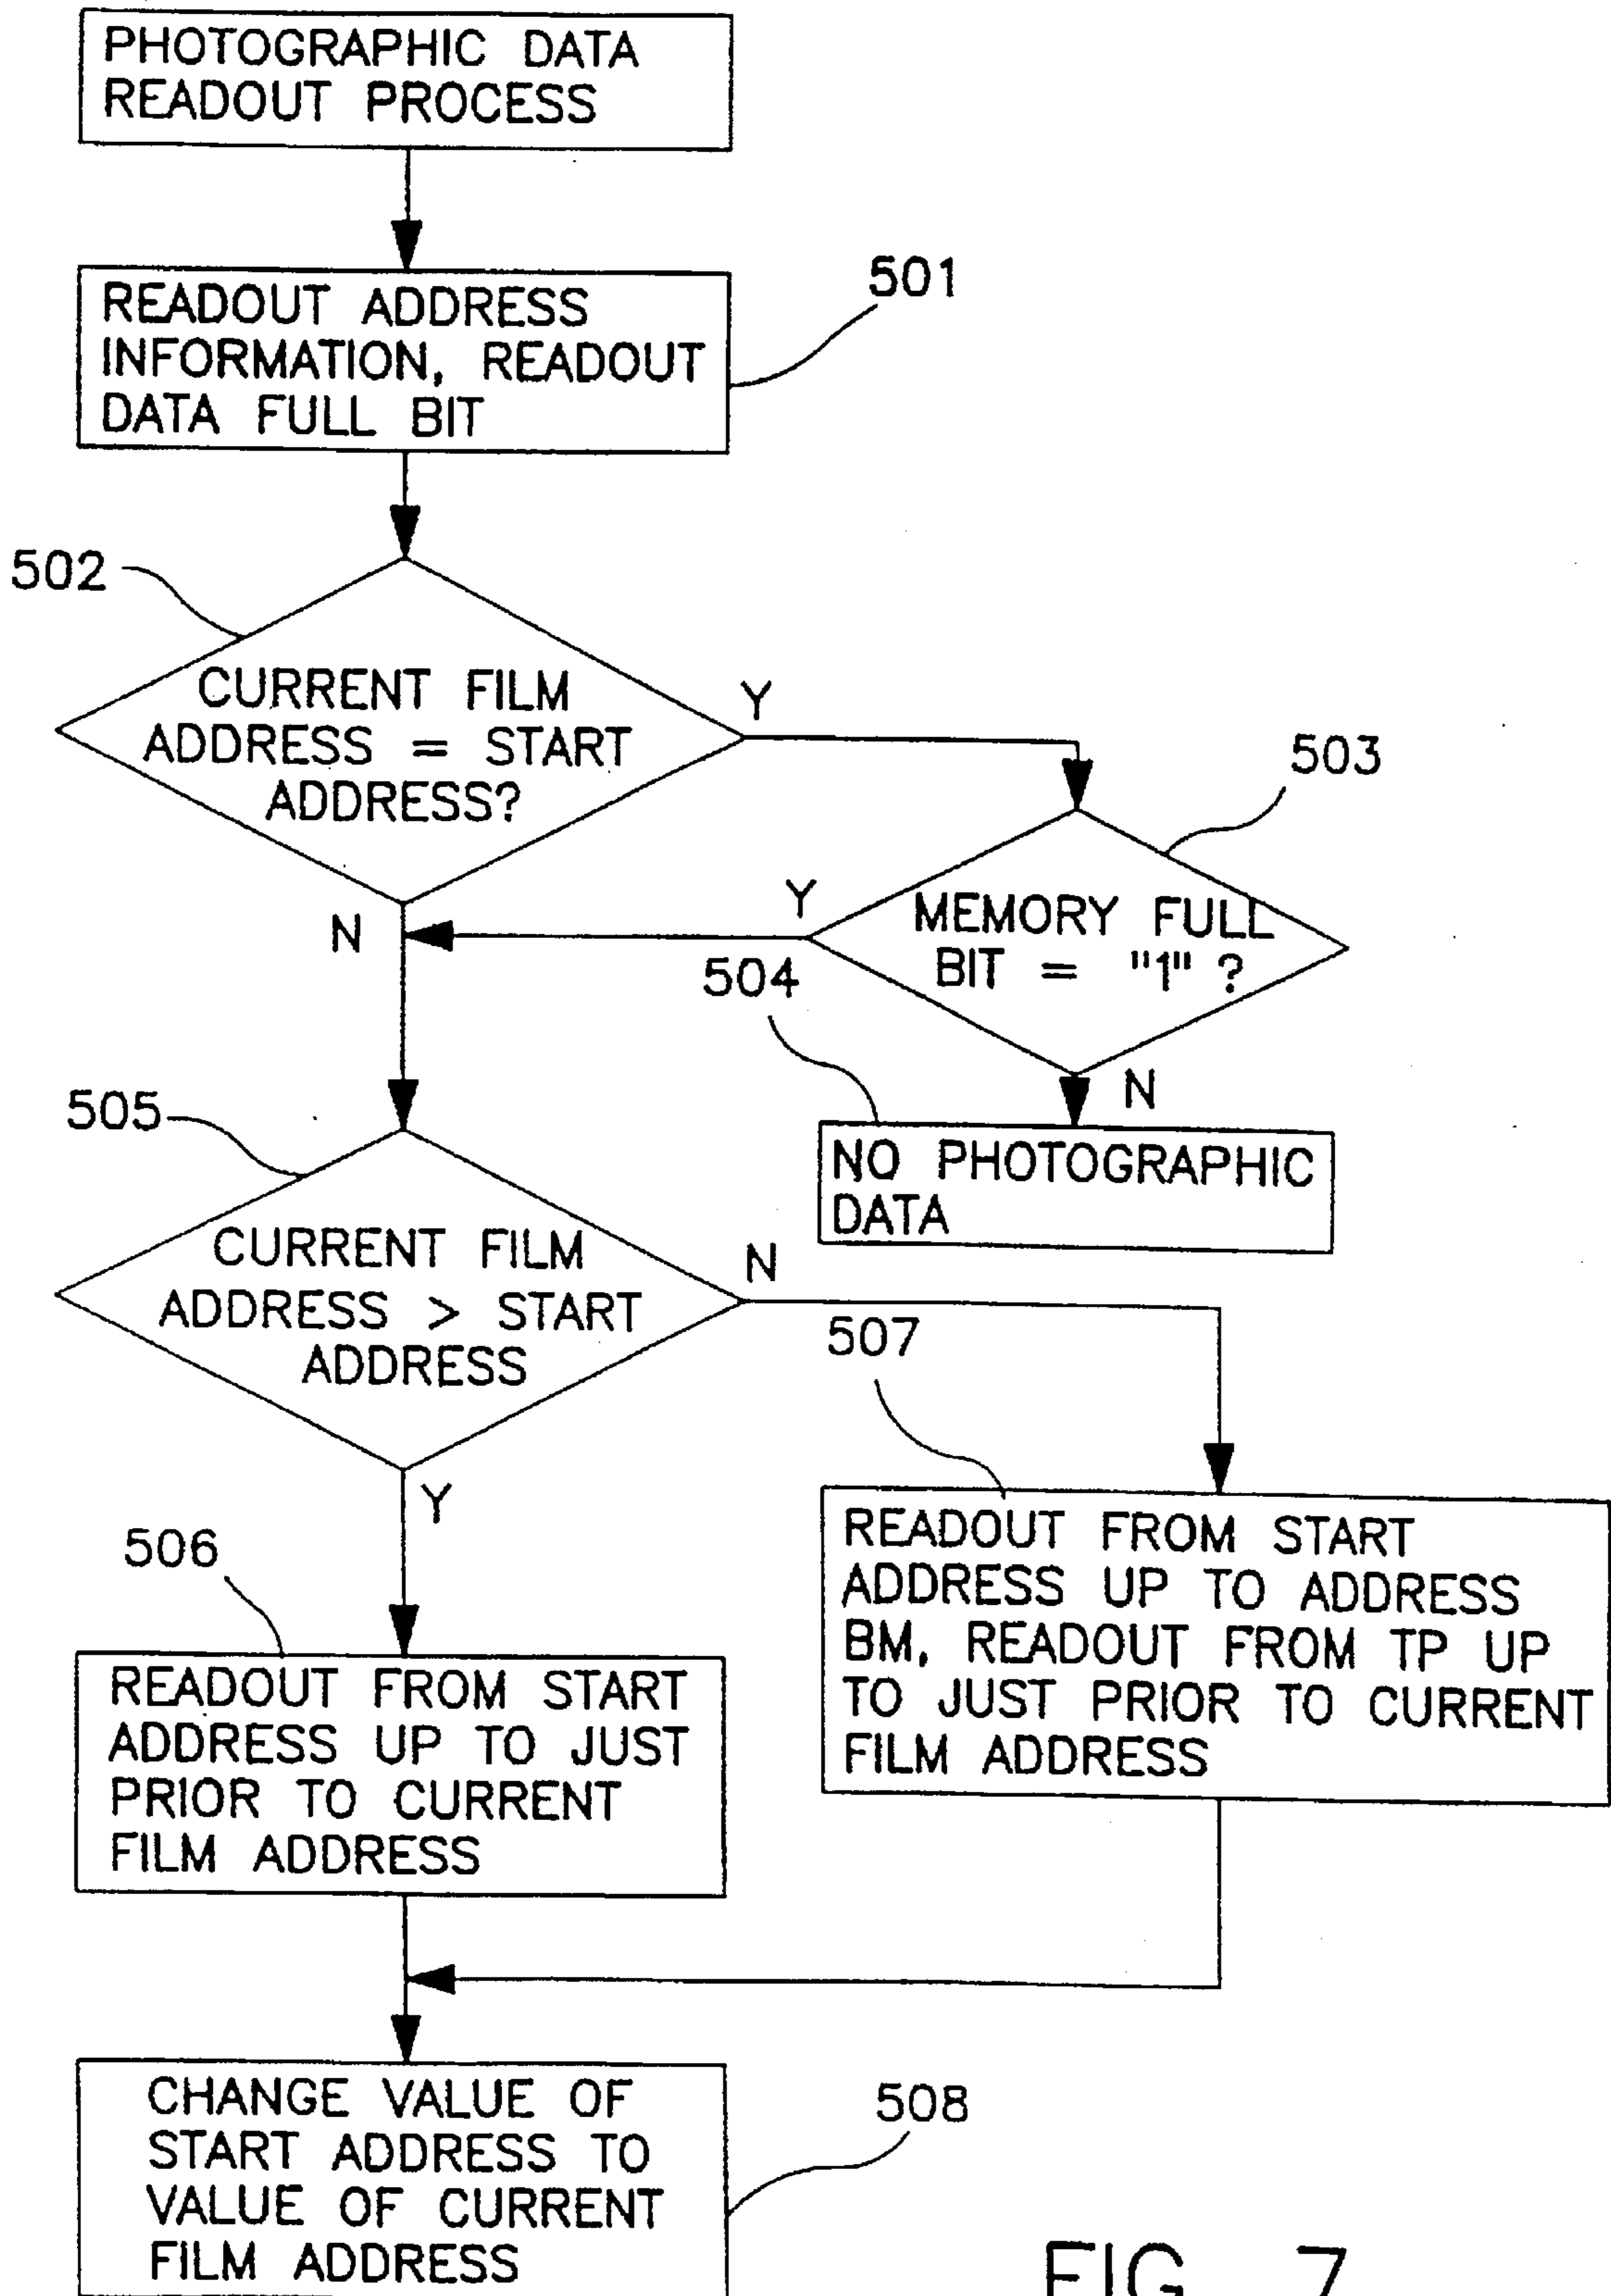 PHOTOGRAPHIC DATA
READOUT PROCESS
501
READOUT ADDRESS
INFORMATION, READOUT
DATA FULL BIT
502
CURRENT FILM
ADDRESS = START
ADDRESS?
Y
503
MEMORY FULL
BIT = "1" ?
Y
N
504
N
NO PHOTOGRAPHIC
DATA
505
CURRENT FILM
ADDRESS > START
ADDRESS
N
Y
507
READOUT FROM START
ADDRESS UP TO ADDRESS
BM, READOUT FROM TP UP
TO JUST PRIOR TO CURRENT
FILM ADDRESS
506
READOUT FROM START
ADDRESS UP TO JUST
PRIOR TO CURRENT
FILM ADDRESS
508
CHANGE VALUE OF
START ADDRESS TO
VALUE OF CURRENT
FILM ADDRESS
FIG. 7